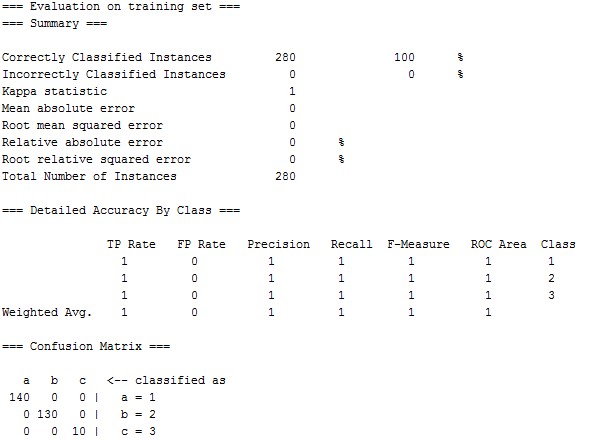 === Evaluation on training set ===
=== Summary ===
Correctly Classified Instances 280 100 %
Incorrectly Classified Instances 0 0 %
Kappa statistic 1
Mean absolute error 0
Root mean squared error 0
Relative absolute error 0 %
Root relative squared error 0 %
Total Number of Instances 280
=== Detailed Accuracy By Class ===
TP Rate FP Rate Precision Recall F-Measure ROC Area Class
1 0 1 1 1 1 1
1 0 1 1 1 1 2
1 0 1 1 1 1 3
Weighted Avg. 1 0 1 1 1 1
=== Confusion Matrix ===
a b c <-- classified as
140 0 0 | a = 1
0 130 0 | b = 2
0 0 10 | c = 3